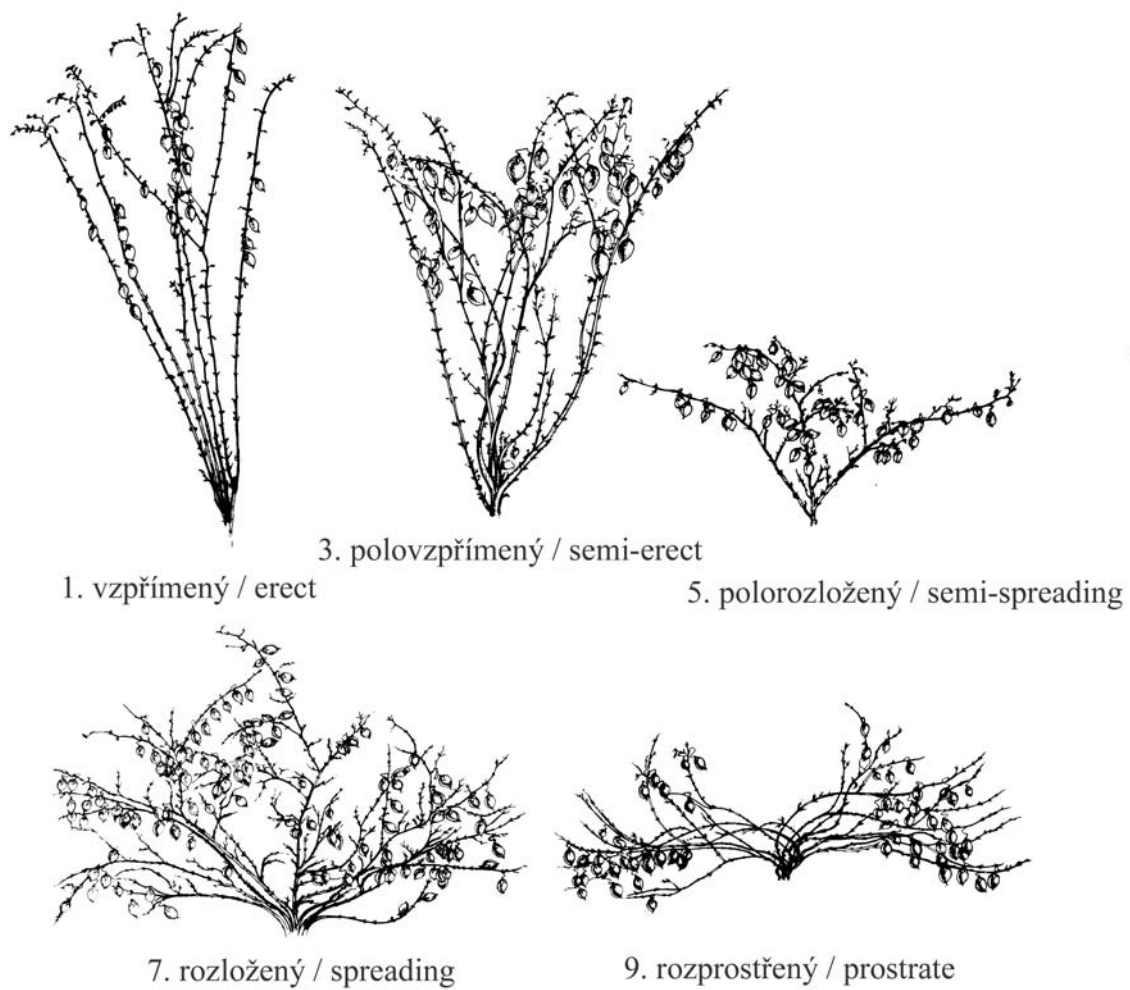 3. polovzpřímený / semi-erect
1. vzpřímený / erect
5. polorozložený / semi-spreading
7. rozložený / spreading
9. rozprostřený / prostrate